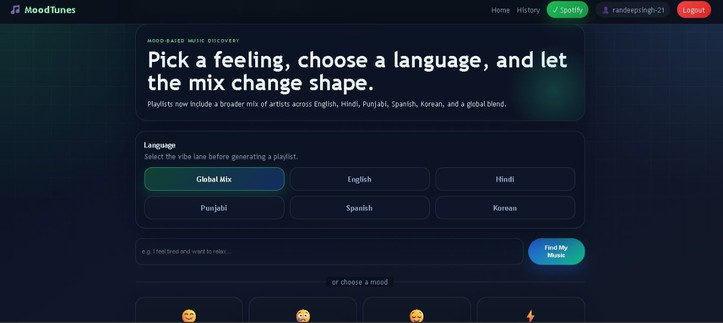 MoodTunes
Home History ✓ Spotify randeepsingh-21 Logout
MOOD-BASED MUSIC DISCOVERY
Pick a feeling, choose a language, and let
the mix change shape.
Playlists now include a broader mix of artists across English, Hindi, Punjabi, Spanish, Korean, and a global blend.
Language
Select the vibe lane before generating a playlist.
Global Mix English Hindi
Punjabi Spanish Korean
e.g. I feel tired and want to relax...
Find My
Music
or choose a mood